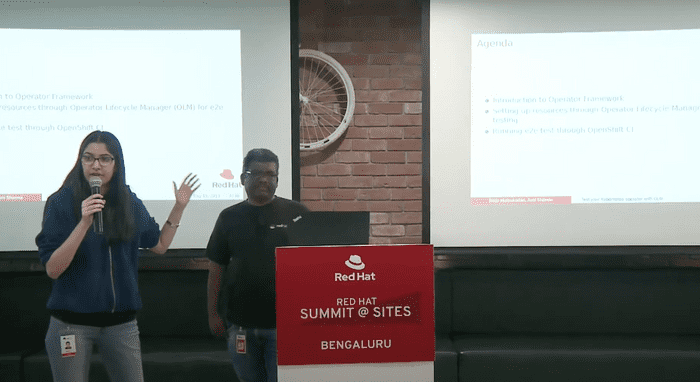 to Operator Framework
resources through Operator Lifecycle Manager (OLM) for e2e
test through OpenShift CI
Red Hat
Agenda
Introduction to Operator Framework
Setting up resources through Operator Lifecycle Manager
testing
Running e2e test through OpenShift CI
Red Hat
RED HAT
SUMMIT @ SITES
BENGALURU